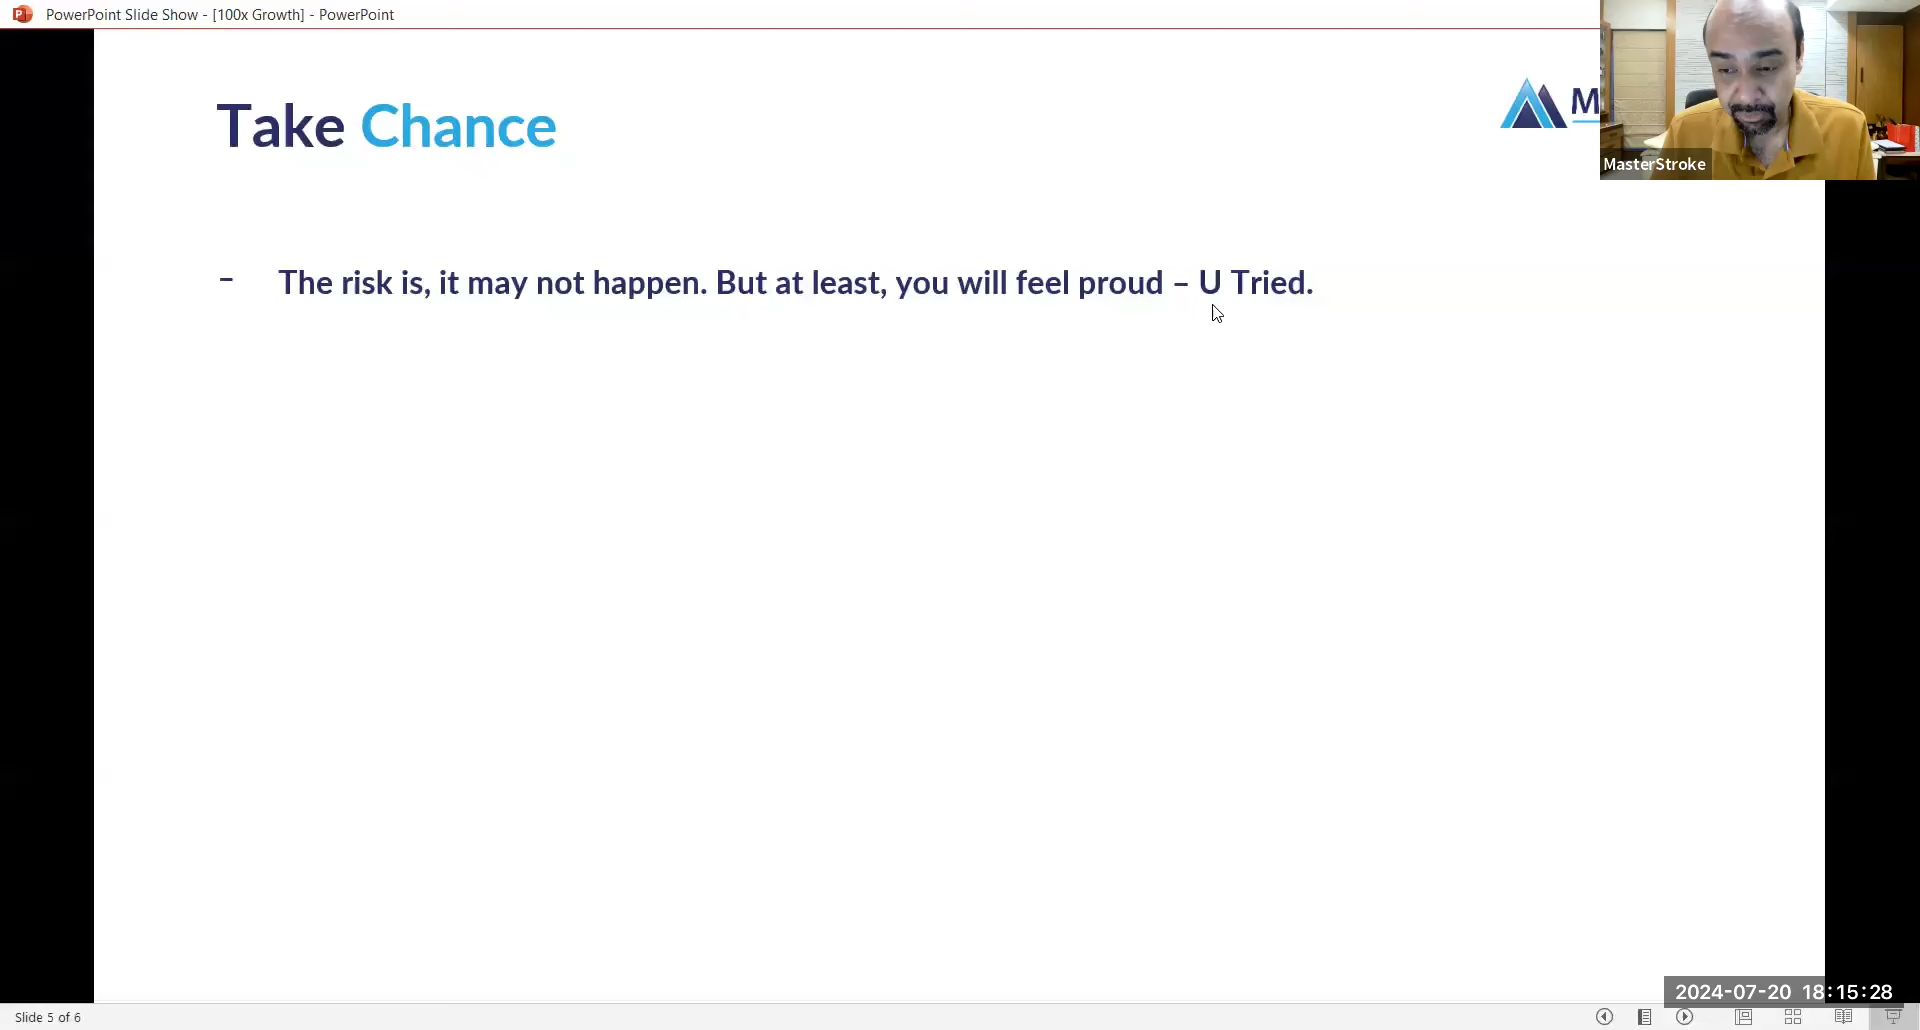 PowerPoint Slide Show - [100x Growth] - PowerPoint
Take Chance
M
MasterStroke
- The risk is, it may not happen. But at least, you will feel proud – U Tried.
2024-07-20 18:15:28
Slide 5 of 6